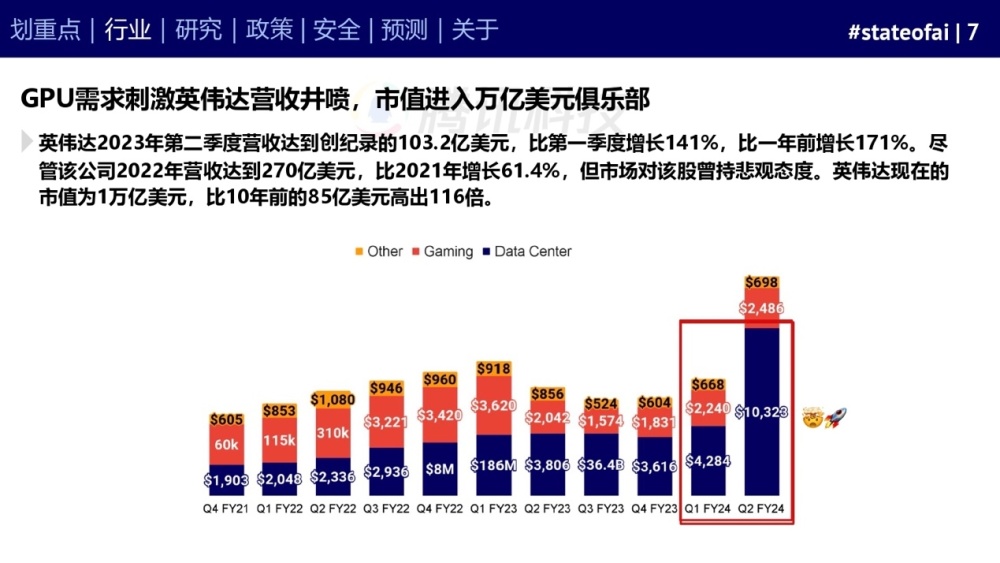 划重点 | 行业 | 研究 | 政策 | 安全 | 预测 | 关于
#stateofai | 7
腾讯科技
GPU需求刺激英伟达营收井喷，市值进入万亿美元俱乐部
英伟达2023年第二季度营收达到创纪录的103.2亿美元，比第一季度增长141%，比一年前增长171%。尽
管该公司2022年营收达到270亿美元，比2021年增长61.4%，但市场对该股曾持悲观态度。英伟达现在的
市值为1万亿美元，比10年前的85亿美元高出116倍。
Other Gaming Data Center
$605 $853 $1,080 $946 $960 $918 $856 $524 $604 $668 $698
60k 115k 310k $3,221 $3,420 $3,620 $2,042 $1,574 $1,831 $2,240 $2,486
$1,903 $2,048 $2,336 $2,936 $8M $186M $3,806 $36.4B $3,616 $4,284 $10,323
Q4 FY21 Q1 FY22 Q2 FY22 Q3 FY22 Q4 FY22 Q1 FY23 Q2 FY23 Q3 FY23 Q4 FY23 Q1 FY24 Q2 FY24